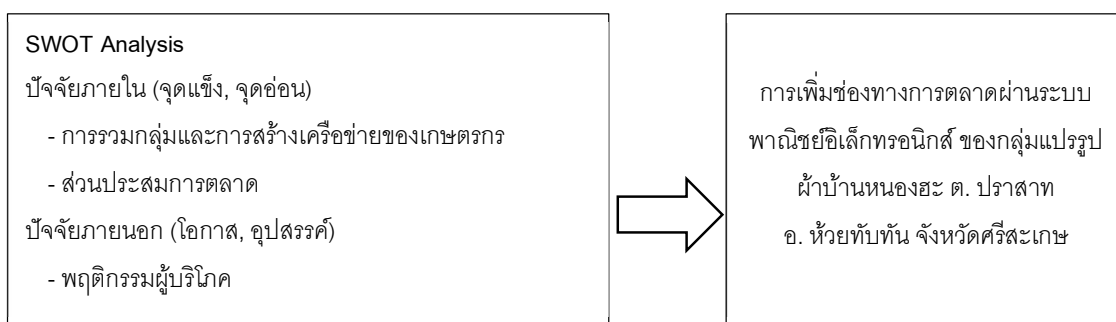 SWOT Analysis
ปัจจัยภายใน (จุดแข็ง, จุดอ่อน)
- การรวมกลุ่มและการสร้างเครือข่ายของเกษตรกร
- ส่วนประสมการตลาด
ปัจจัยภายนอก (โอกาส, อุปสรรค์)
- พฤติกรรมผู้บริโภค
การเพิ่มช่องทางการตลาดผ่านระบบ
พาณิชย์อิเล็กทรอนิกส์ ของกลุ่มแปรรูป
ผ้าบ้านหนองฮะ ต. ปราสาท
อ. ห้วยทับทัน จังหวัดศรีสะเกษ